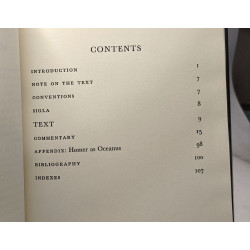 CONTENTS
INTRODUCTION 1
NOTE ON THE TEXT 7
CONVENTIONS 7
SIGLA 8
TEXT 9
COMMENTARY 15
APPENDIX: Homer as Oceanus 98
BIBLIOGRAPHY 100
INDEXES 107